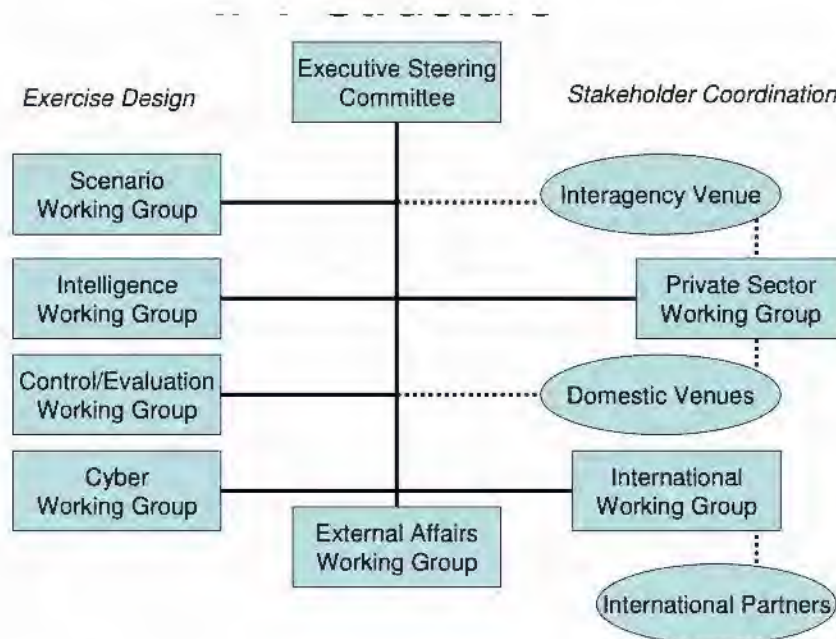 Executive Steering
Committee
Exercise Design
Stakeholder Coordination
Scenario
Working Group
Interagency Venue
Intelligence
Working Group
Private Sector
Working Group
Control/Evaluation
Working Group
Domestic Venues
Cyber
Working Group
International
Working Group
External Affairs
Working Group
International Partners